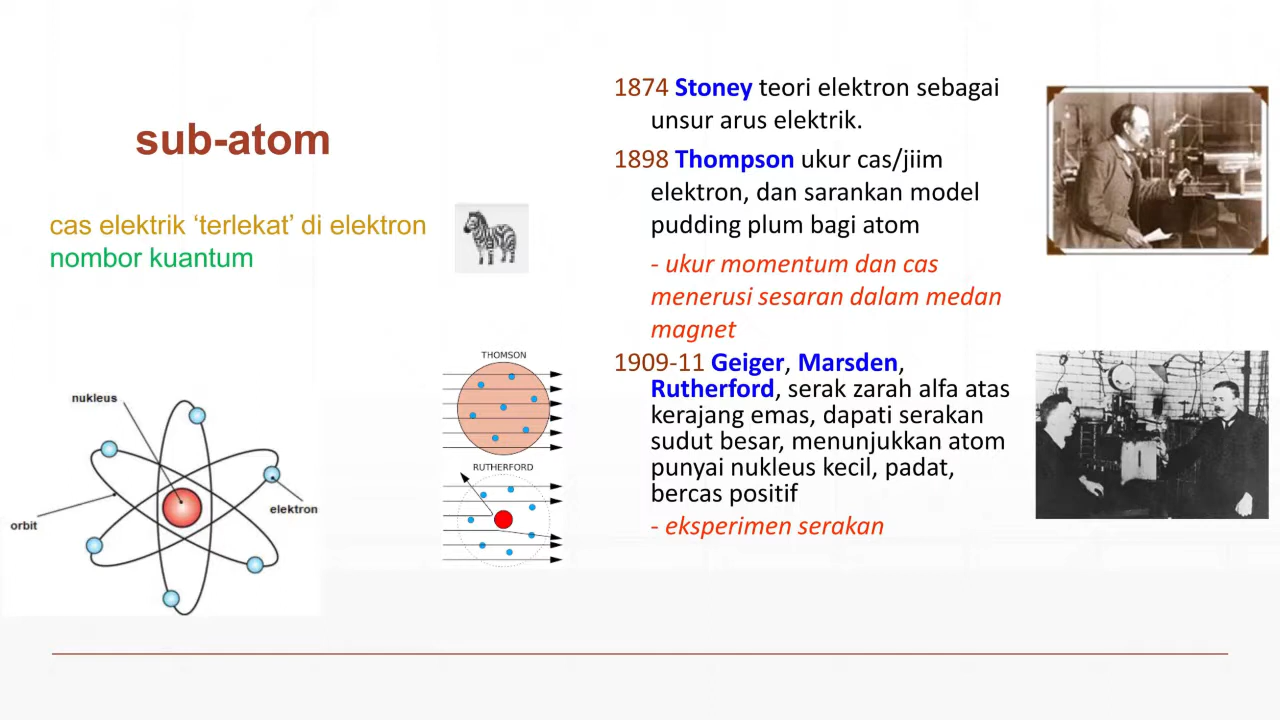 sub-atom
cas elektrik ‘terlekat’ di elektron
nombor kuantum
nukleus
orbit
elektron
THOMSON
RUTHERFORD
1874 Stoney teori elektron sebagai
unsur arus elektrik.
1898 Thompson ukur cas/jiim
elektron, dan sarankan model
pudding plum bagi atom
- ukur momentum dan cas
menerusi sesaran dalam medan
magnet
1909-11 Geiger, Marsden,
Rutherford, serak zarah alfa atas
kerajang emas, dapati serakan
sudut besar, menunjukkan atom
punyai nukleus kecil, padat,
bercas positif
- eksperimen serakan